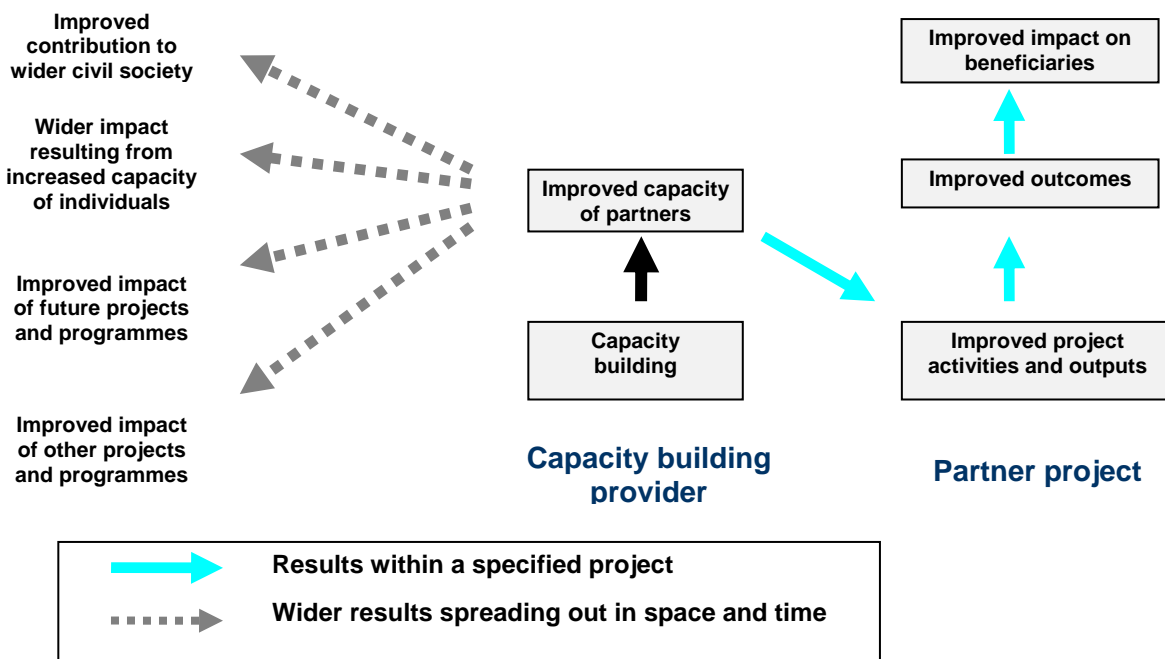 Improved
contribution to
wider civil society
Wider impact
resulting from
increased capacity
of individuals
Improved impact
of future projects
and programmes
Improved impact
of other projects
and programmes
Improved capacity
of partners
Capacity
building
Capacity building
provider
Improved impact on
beneficiaries
Improved outcomes
Improved project
activities and outputs
Partner project
Results within a specified project
Wider results spreading out in space and time